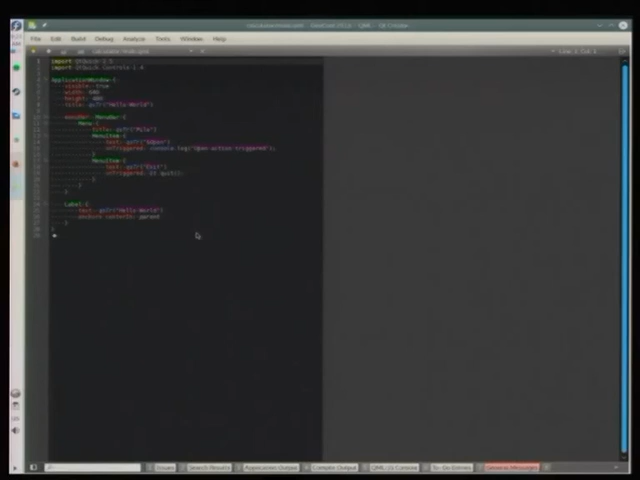 File Edit Build Debug Analyze Tools Window Help
import QtQuick
import QtQuick.Controls 1.4
ApplicationWindow {
visible: true
width: 640
height: 480
title: qsTr("Hello World")
menuBar: MenuBar {
Menu {
title: qsTr("File")
MenuItem {
text: qsTr("&Open")
onTriggered: console.log("Open action triggered");
}
MenuItem {
text: qsTr("Exit")
onTriggered: Qt.quit();
}
}
}
Label {
text: qsTr("Hello World")
anchors.centerIn: parent
}
}
Issues Search Results Application Output Compile Output QML/JS Console To-Do Entries General Messages